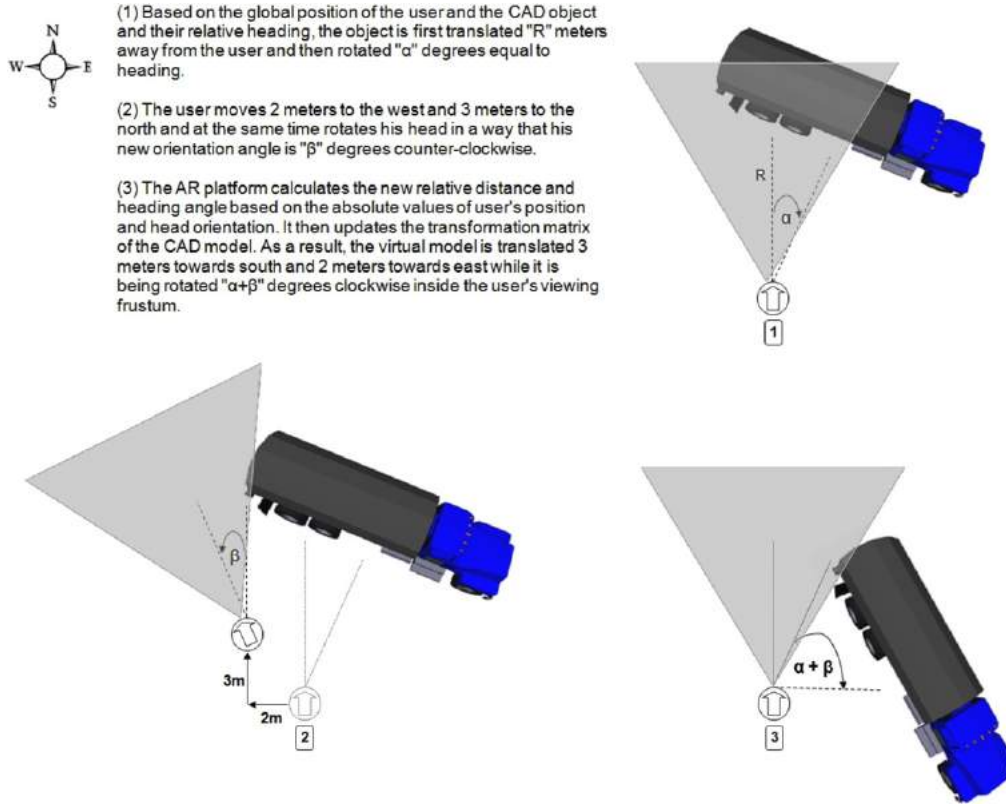 (1) Based on the global position of the user and the CAD object
and their relative heading, the object is first translated "R" meters
away from the user and then rotated "α" degrees equal to
heading.
N
W E
S
(2) The user moves 2 meters to the west and 3 meters to the
north and at the same time rotates his head in a way that his
new orientation angle is "β" degrees counter-clockwise.
(3) The AR platform calculates the new relative distance and
heading angle based on the absolute values of user's position
and head orientation. It then updates the transformation matrix
of the CAD model. As a result, the virtual model is translated 3
meters towards south and 2 meters towards east while it is
being rotated "α+β" degrees clockwise inside the user's viewing
frustum.
R
α
1
β
3m
2m
2
α + β
3